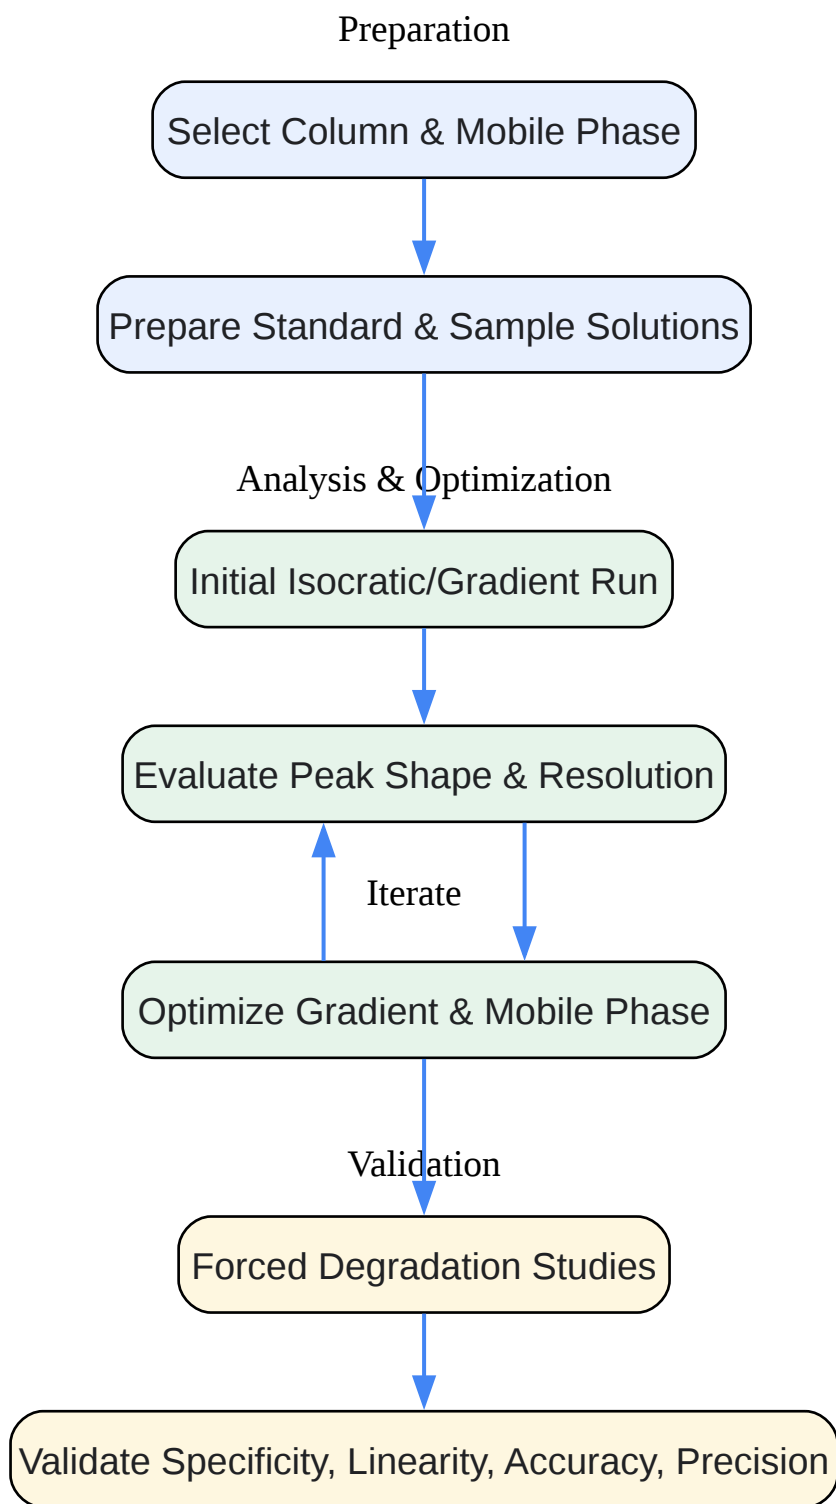 Preparation
Select Column & Mobile Phase
Prepare Standard & Sample Solutions
Analysis & Optimization
Initial Isocratic/Gradient Run
Evaluate Peak Shape & Resolution
Iterate
Optimize Gradient & Mobile Phase
Validation
Forced Degradation Studies
Validate Specificity, Linearity, Accuracy, Precision